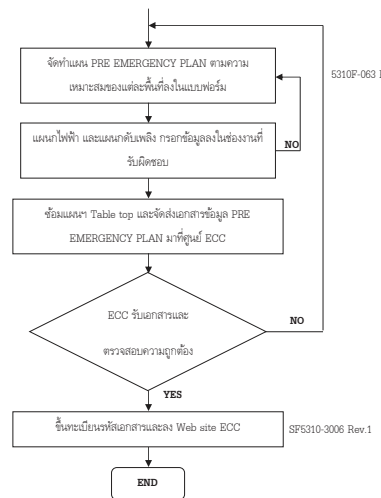 จัดทำแผน PRE EMERGENCY PLAN ตามความ
เหมาะสมของแต่ละพื้นที่ลงในแบบฟอร์ม
5310F-063
แผนกไฟฟ้า และแผนกดับเพลิง กรอกข้อมูลลงในช่องงานที่
รับผิดชอบ
NO
ซ้อมแผนฯ Table top และจัดส่งเอกสารข้อมูล PRE
EMERGENCY PLAN มาที่ศูนย์ ECC
ECC รับเอกสารและ
ตรวจสอบความถูกต้อง
NO
YES
ขึ้นทะเบียนรหัสเอกสารและลง Web site ECC
SF5310-3006 Rev.1
END